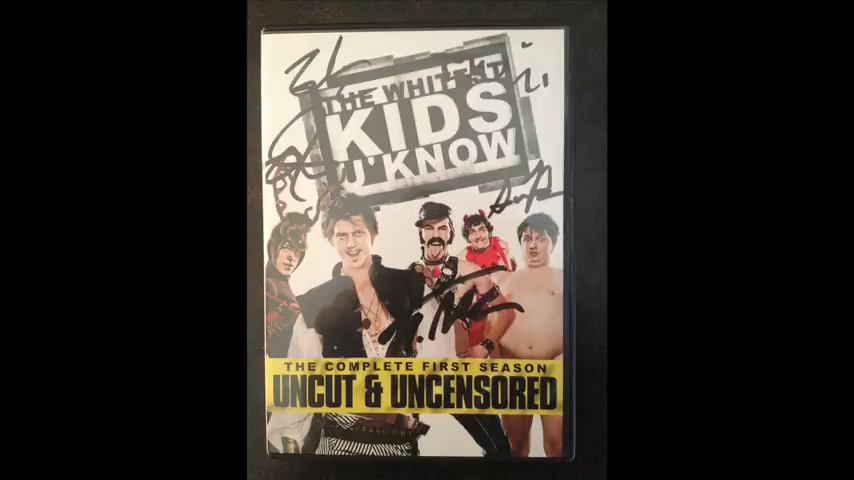 THE WHITEST
KIDS
U' KNOW
THE COMPLETE FIRST SEASON
UNCUT & UNCENSORED